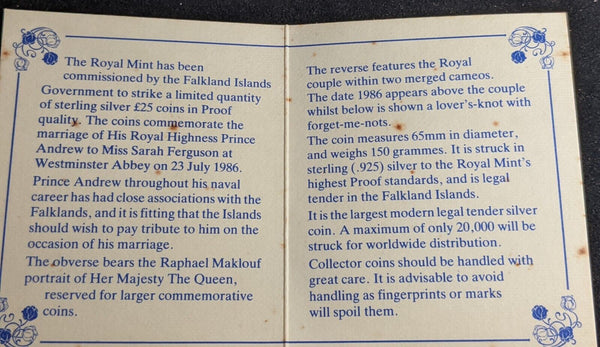 The Royal Mint has been
commissioned by the Falkland Islands
Government to strike a limited quantity
of sterling silver £25 coins in Proof
quality. The coins commemorate the
marriage of His Royal Highness Prince
Andrew to Miss Sarah Ferguson at
Westminster Abbey on 23 July 1986.
Prince Andrew throughout his naval
career has had close associations with the
Falklands, and it is fitting that the Islands
should wish to pay tribute to him on the
occasion of his marriage.
The obverse bears the Raphael Maklouf
portrait of Her Majesty The Queen,
reserved for larger commemorative
coins.
The reverse features the Royal
couple within two merged cameos.
The date 1986 appears above the couple
whilst below is shown a lover's-knot with
forget-me-nots.
The coin measures 65mm in diameter,
and weighs 150 grammes. It is struck in
sterling (.925) silver to the Royal Mint's
highest Proof standards, and is legal
tender in the Falkland Islands.
It is the largest modern legal tender silver
coin. A maximum of only 20,000 will be
struck for worldwide distribution.
Collector coins should be handled with
great care. It is advisable to avoid
handling as fingerprints or marks
will spoil them.